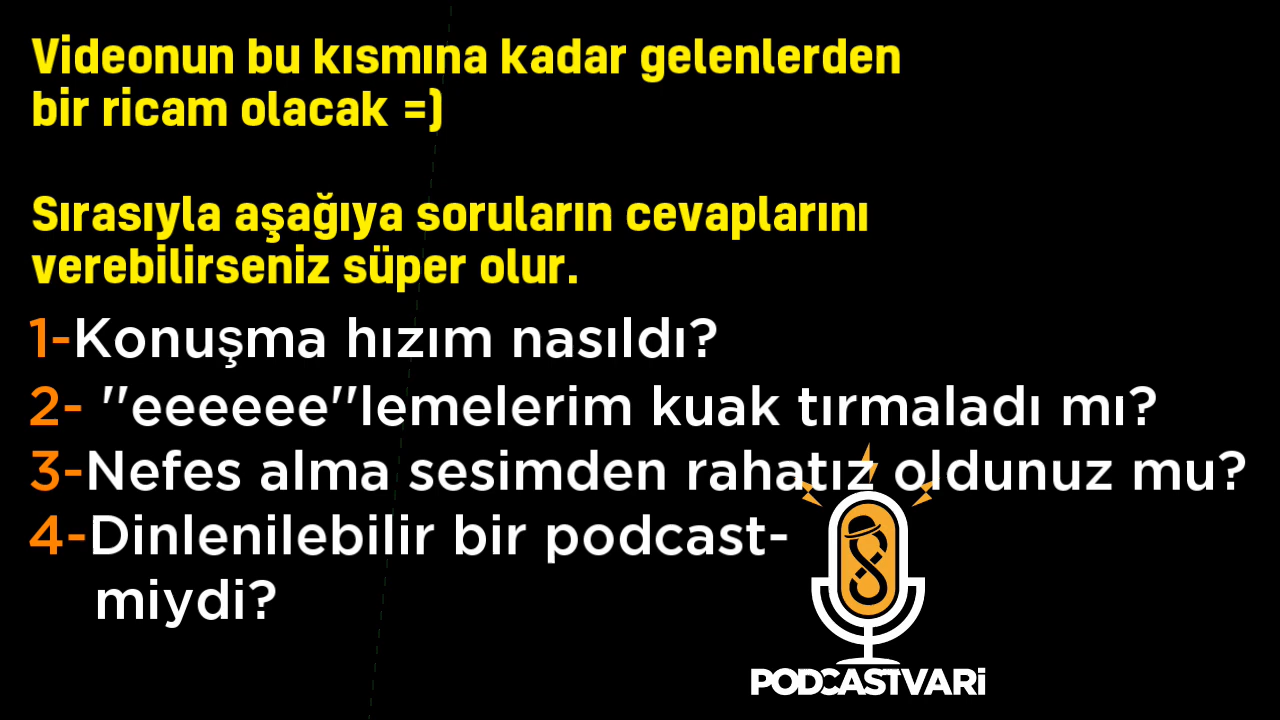 Videonun bu kısmına kadar gelenlerden
bir ricam olacak =)
Sırasıyla aşağıya soruların cevaplarını
verebilirseniz süper olur.
1-Konuşma hızım nasıldı?
2- "eeeeee"lemelerim kuak tırmaladı mı?
3-Nefes alma sesimden rahatız oldunuz mu?
4-Dinlenilebilir bir podcast-
miydi?
PODCASTVARİ